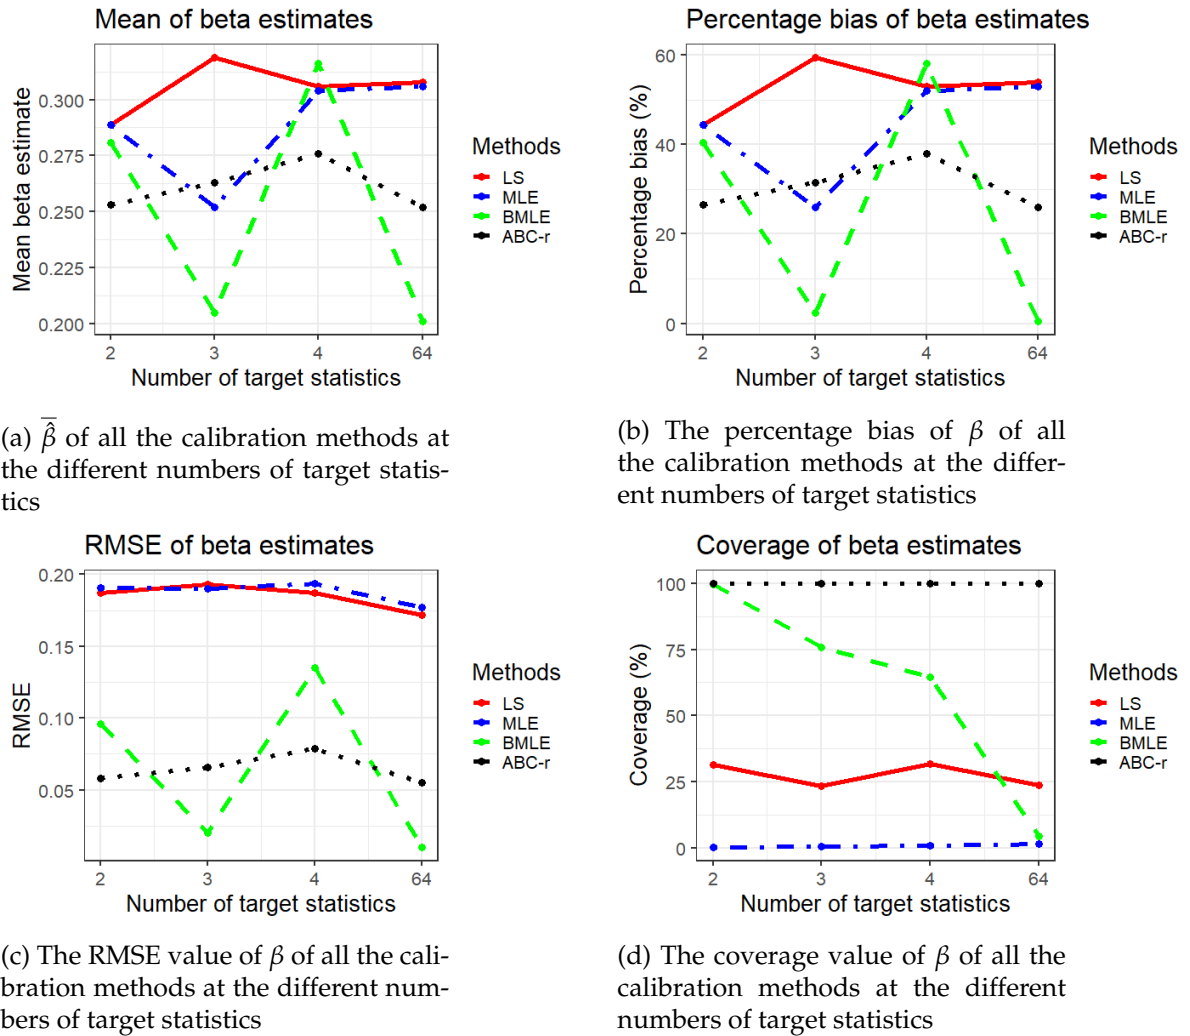 Mean of beta estimates
Mean beta estimate
0.300
0.275
0.250
0.225
0.200
2 3 4 64
Number of target statistics
Methods
LS
MLE
BMLE
ABC-r
(a) \overline{\hat{β}} of all the calibration methods at
the different numbers of target statis-
tics
Percentage bias of beta estimates
Percentage bias (%)
60
40
20
0
2 3 4 64
Number of target statistics
Methods
LS
MLE
BMLE
ABC-r
(b) The percentage bias of β of all
the calibration methods at the differ-
ent numbers of target statistics
RMSE of beta estimates
RMSE
0.20
0.15
0.10
0.05
2 3 4 64
Number of target statistics
Methods
LS
MLE
BMLE
ABC-r
(c) The RMSE value of β of all the cali-
bration methods at the different num-
bers of target statistics
Coverage of beta estimates
Coverage (%)
100
75
50
25
0
2 3 4 64
Number of target statistics
Methods
LS
MLE
BMLE
ABC-r
(d) The coverage value of β of all the
calibration methods at the different
numbers of target statistics